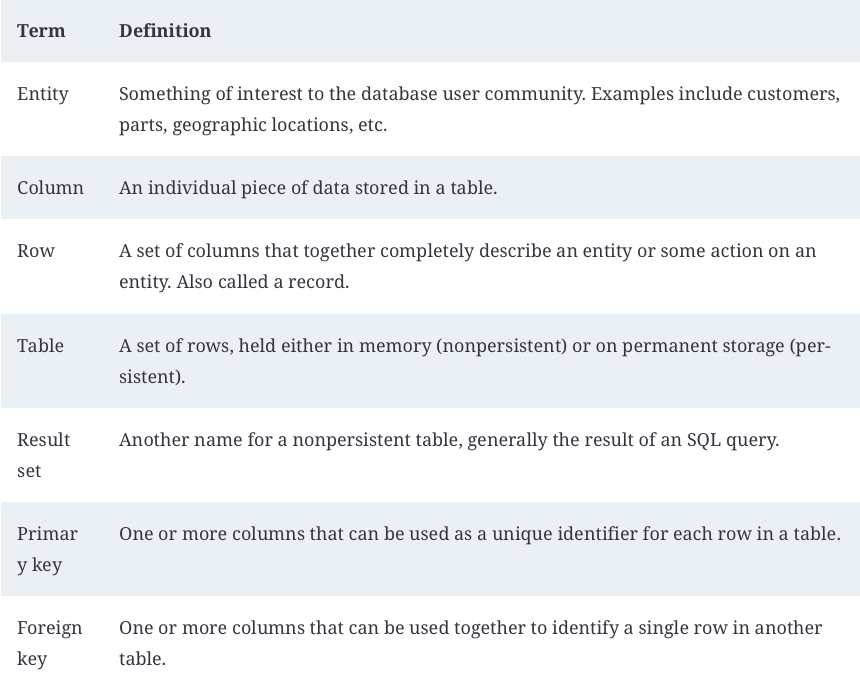 Term Definition
Entity Something of interest to the database user community. Examples include customers,
parts, geographic locations, etc.
Column An individual piece of data stored in a table.
Row A set of columns that together completely describe an entity or some action on an
entity. Also called a record.
Table A set of rows, held either in memory (nonpersistent) or on permanent storage (per-
sistent).
Result Another name for a nonpersistent table, generally the result of an SQL query.
set
Primar One or more columns that can be used as a unique identifier for each row in a table.
y key
Foreign One or more columns that can be used together to identify a single row in another
key table.